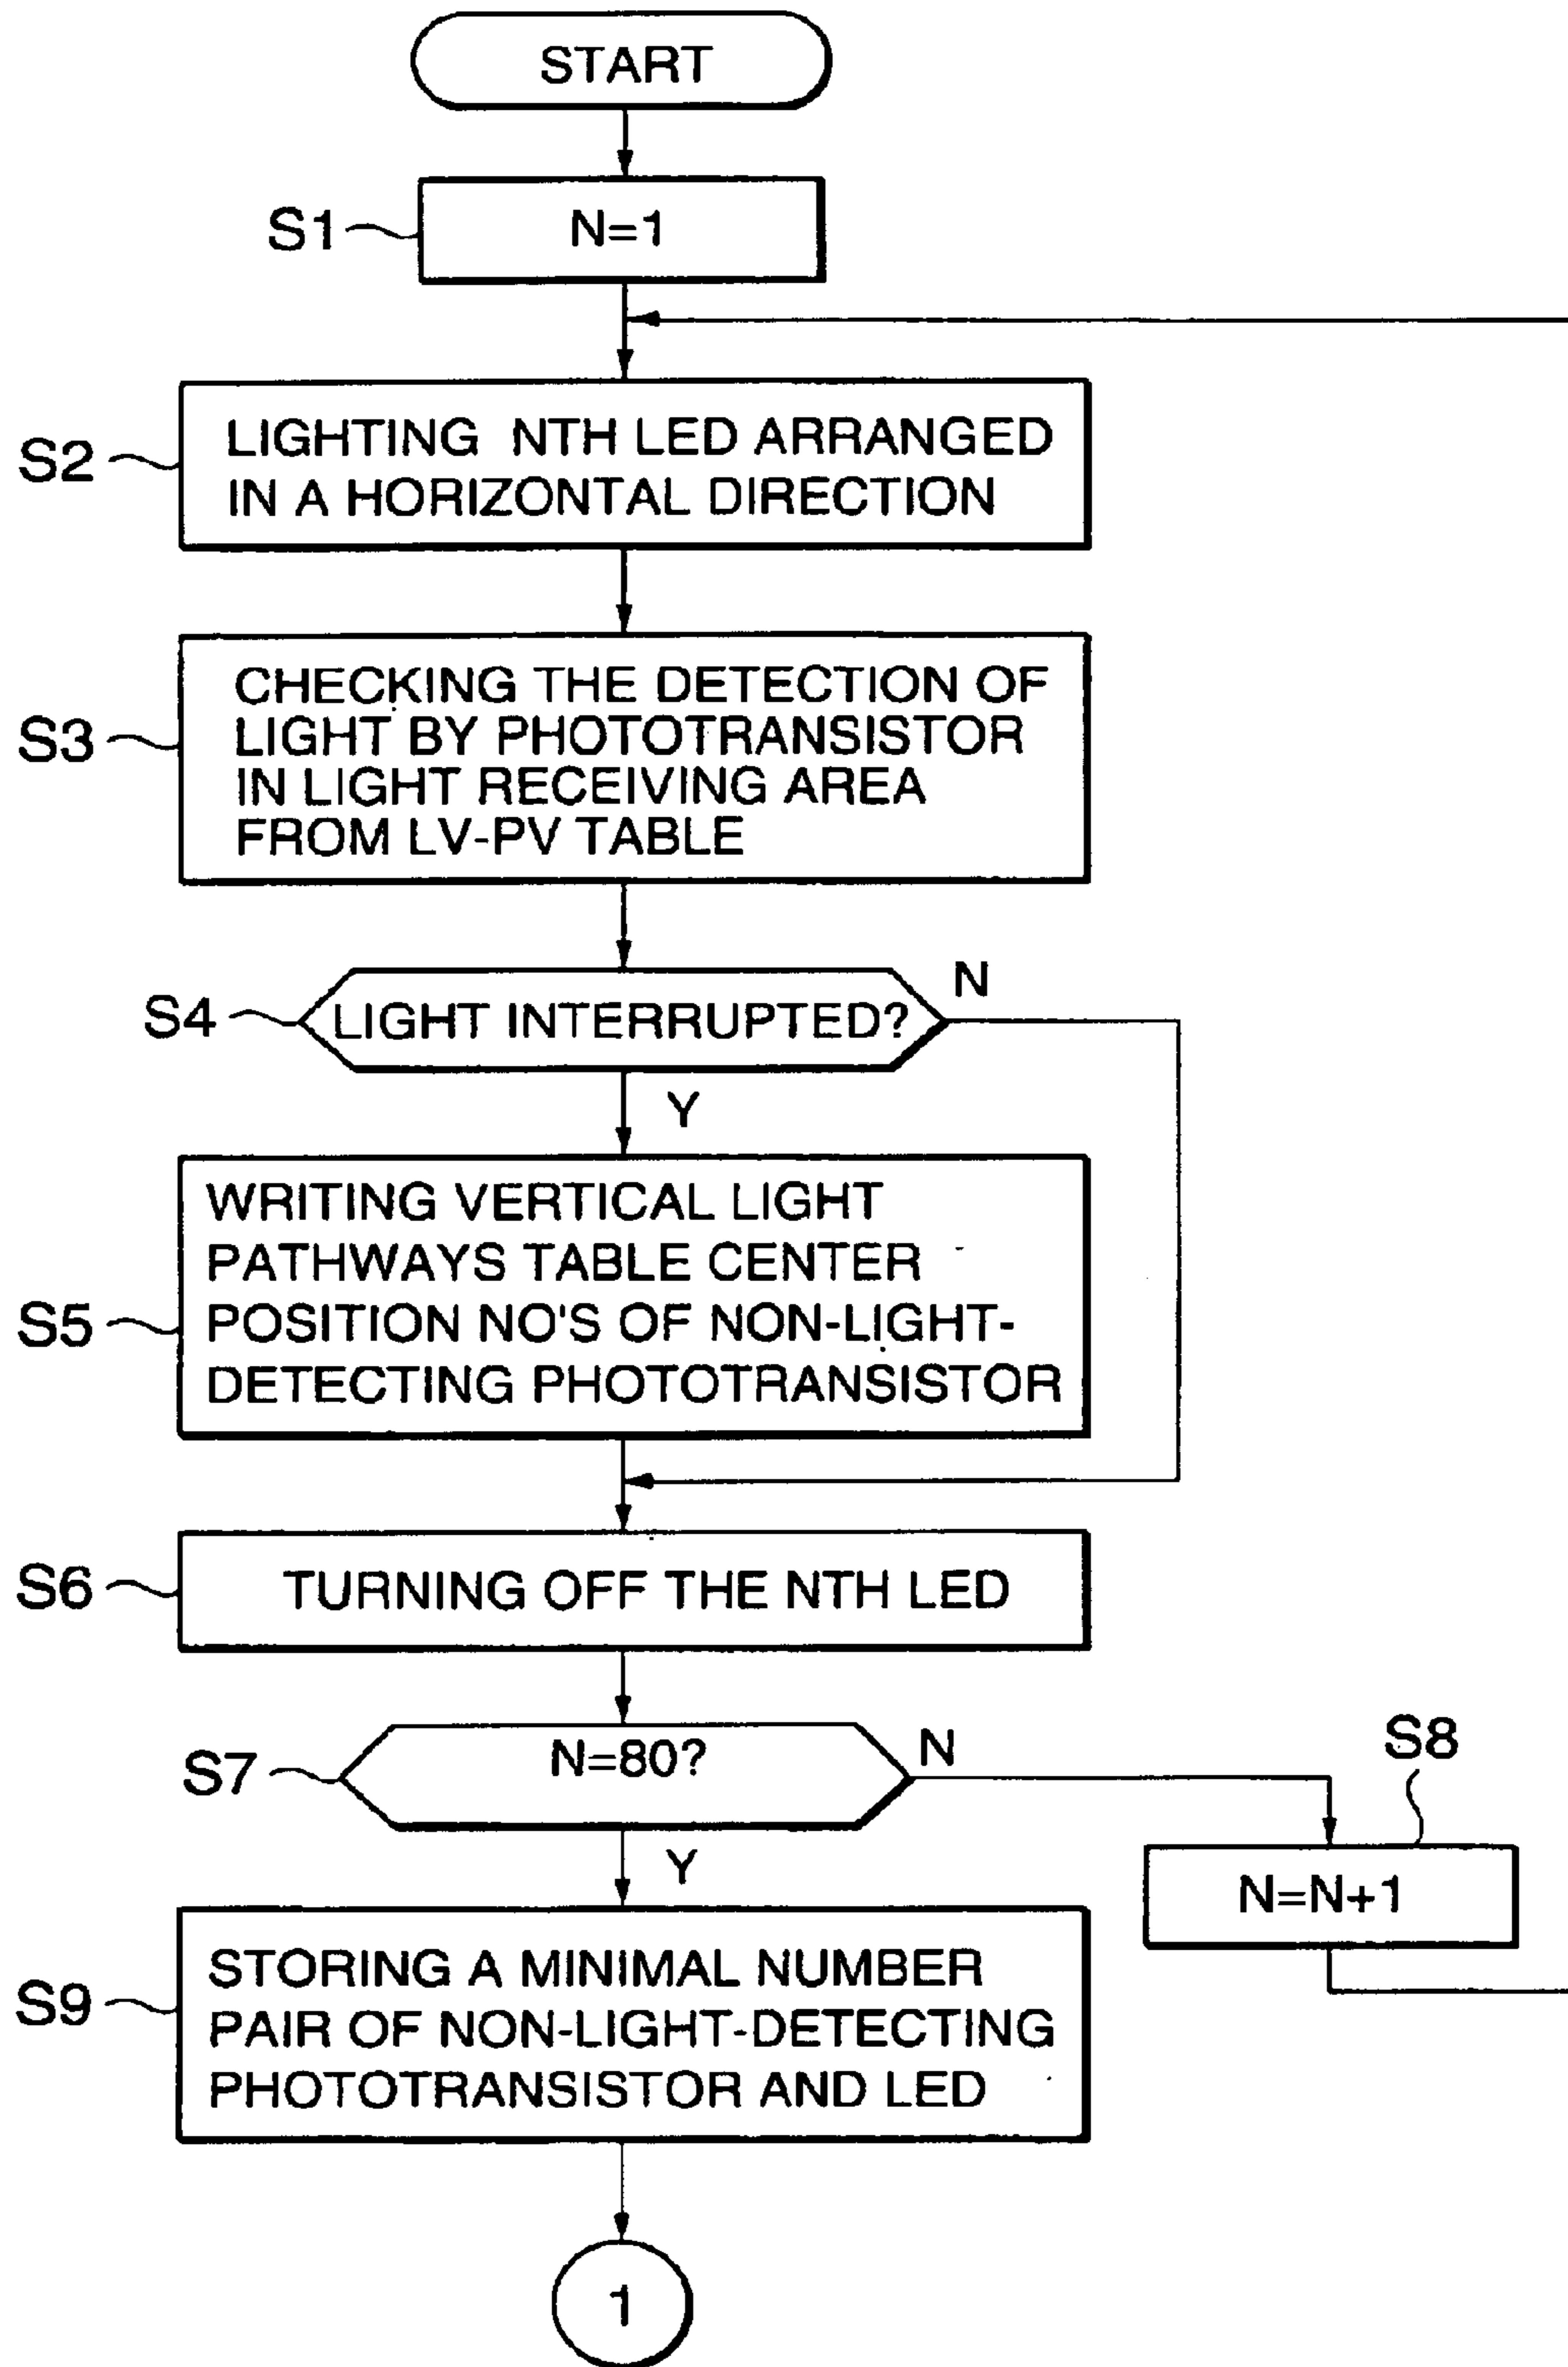 START
S1
N=1
S2
LIGHTING NTH LED ARRANGED
IN A HORIZONTAL DIRECTION
S3
CHECKING THE DETECTION OF
LIGHT BY PHOTOTRANSISTOR
IN LIGHT RECEIVING AREA
FROM LV-PV TABLE
S4
LIGHT INTERRUPTED?
N
Y
S5
WRITING VERTICAL LIGHT
PATHWAYS TABLE CENTER
POSITION NO'S OF NON-LIGHT-
DETECTING PHOTOTRANSISTOR
S6
TURNING OFF THE NTH LED
S7
N=80?
N
S8
N=N+1
Y
S9
STORING A MINIMAL NUMBER
PAIR OF NON-LIGHT-DETECTING
PHOTOTRANSISTOR AND LED
1